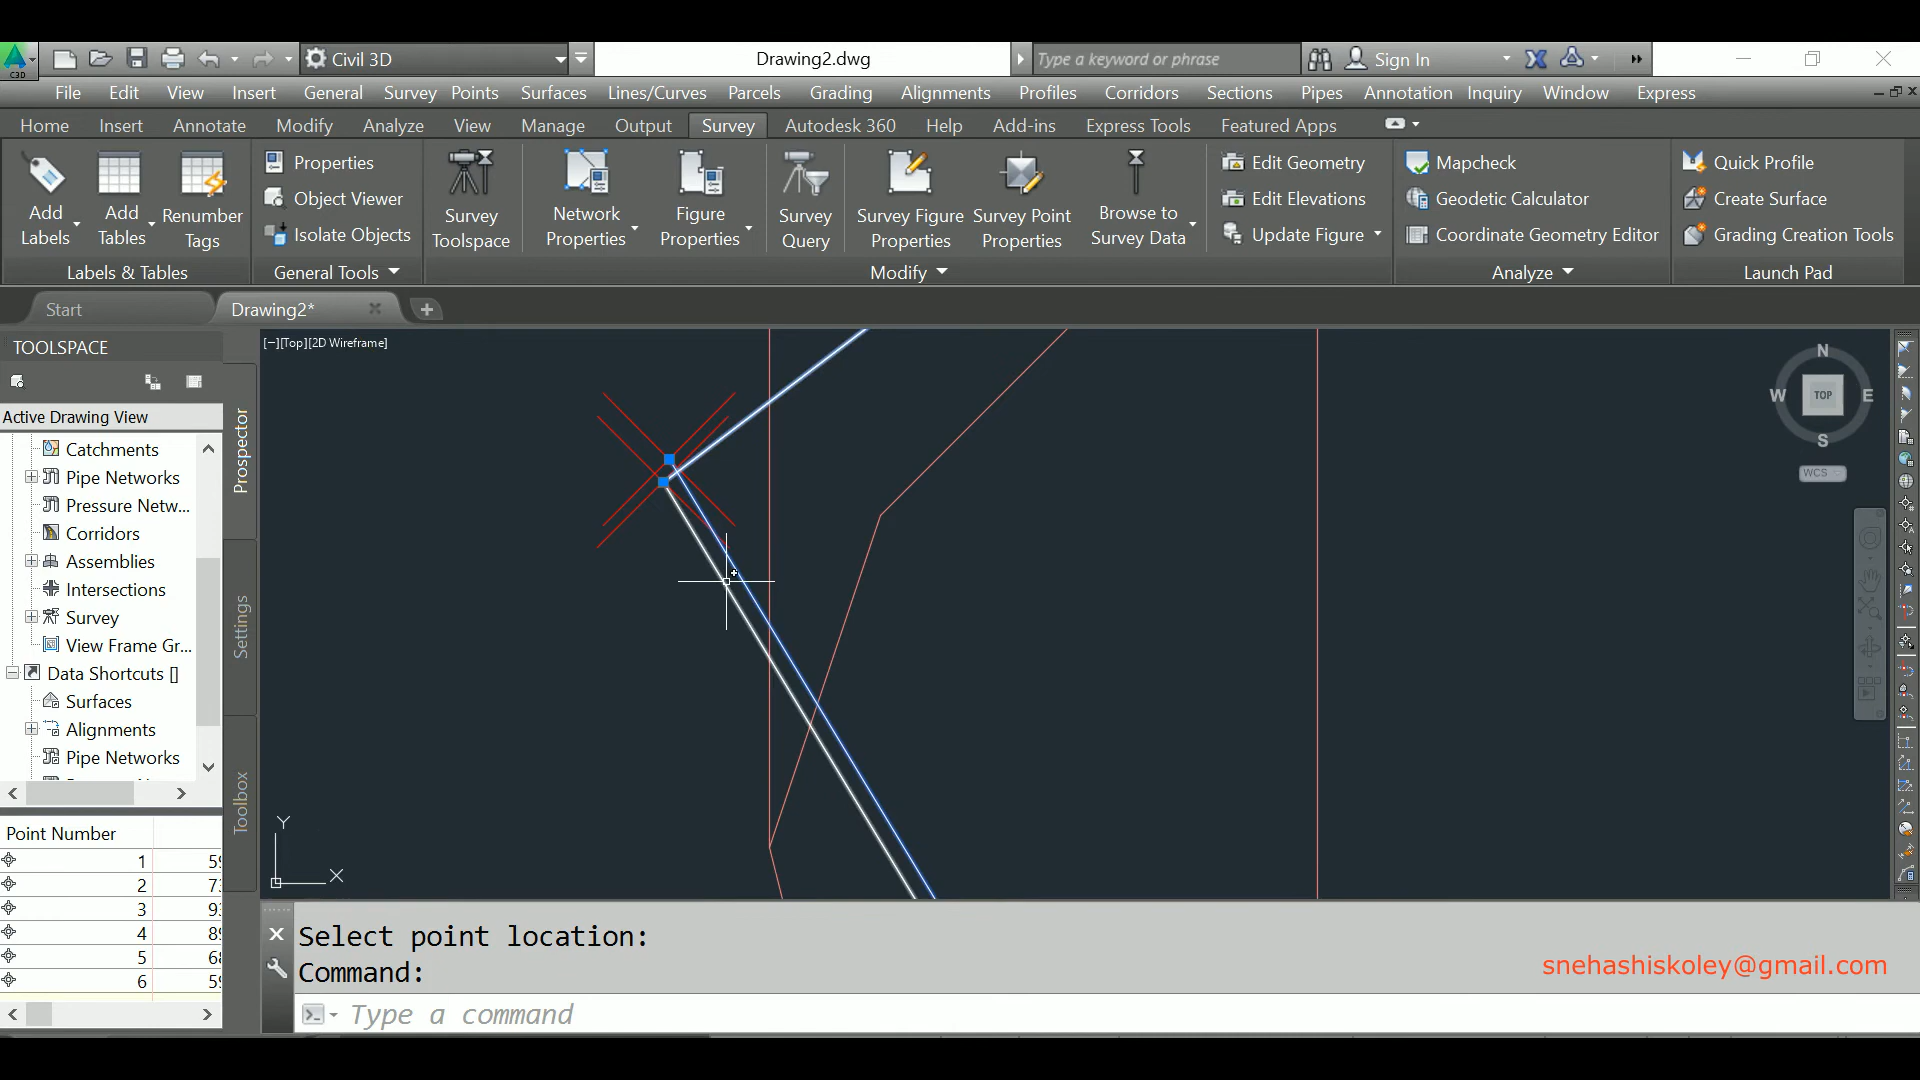 C3D
Civil 3D
Drawing2.dwg
Type a keyword or phrase
Sign In
File Edit View Insert General Survey Points Surfaces Lines/Curves Parcels Grading Alignments Profiles Corridors Sections Pipes Annotation Inquiry Window Express
Home Insert Annotate Modify Analyze View Manage Output Survey Autodesk 360 Help Add-ins Express Tools Featured Apps
Add Labels
Add Tables
Renumber Tags
Labels & Tables
Properties
Object Viewer
Isolate Objects
General Tools
Survey Toolspace
Network Properties
Figure Properties
Survey Query
Survey Figure Properties
Survey Point Properties
Browse to Survey Data
Edit Geometry
Edit Elevations
Update Figure
Modify
Mapcheck
Geodetic Calculator
Coordinate Geometry Editor
Analyze
Quick Profile
Create Surface
Grading Creation Tools
Launch Pad
Start
Drawing2*
TOOLSPACE
Active Drawing View
Catchments
Pipe Networks
Pressure Netw...
Corridors
Assemblies
Intersections
Survey
View Frame Gr...
Data Shortcuts []
Surfaces
Alignments
Pipe Networks
Prospector
Settings
Toolbox
Point Number
1
2
3
4
5
6
[−][Top][2D Wireframe]
N
W TOP E
S
WCS
Y
X
Select point location:
Command:
Type a command
snehashiskoley@gmail.com